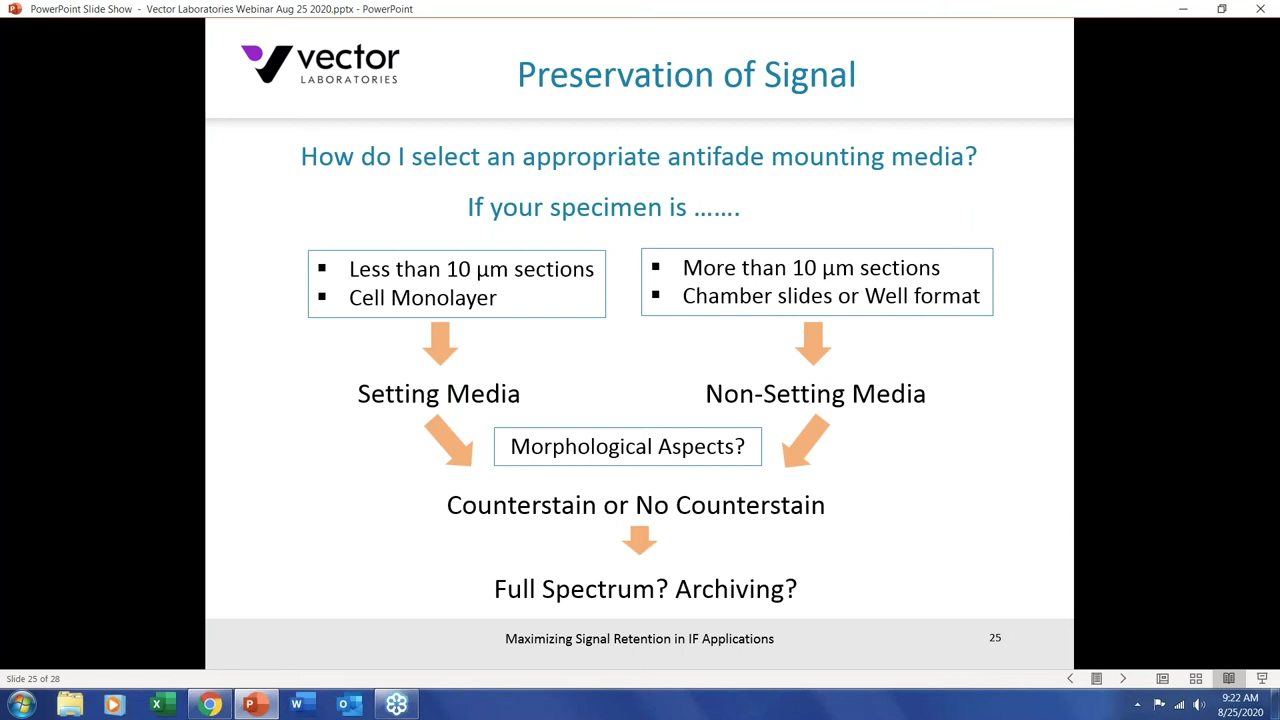 PowerPoint Slide Show - Vector Laboratories Webinar Aug 25 2020.pptx - PowerPoint
vector
LABORATORIES
Preservation of Signal
How do I select an appropriate antifade mounting media?
If your specimen is …….
▪ Less than 10 µm sections
▪ Cell Monolayer
▪ More than 10 µm sections
▪ Chamber slides or Well format
Setting Media
Non-Setting Media
Morphological Aspects?
Counterstain or No Counterstain
Full Spectrum? Archiving?
Maximizing Signal Retention in IF Applications
25
Slide 25 of 28
9:22 AM
8/25/2020